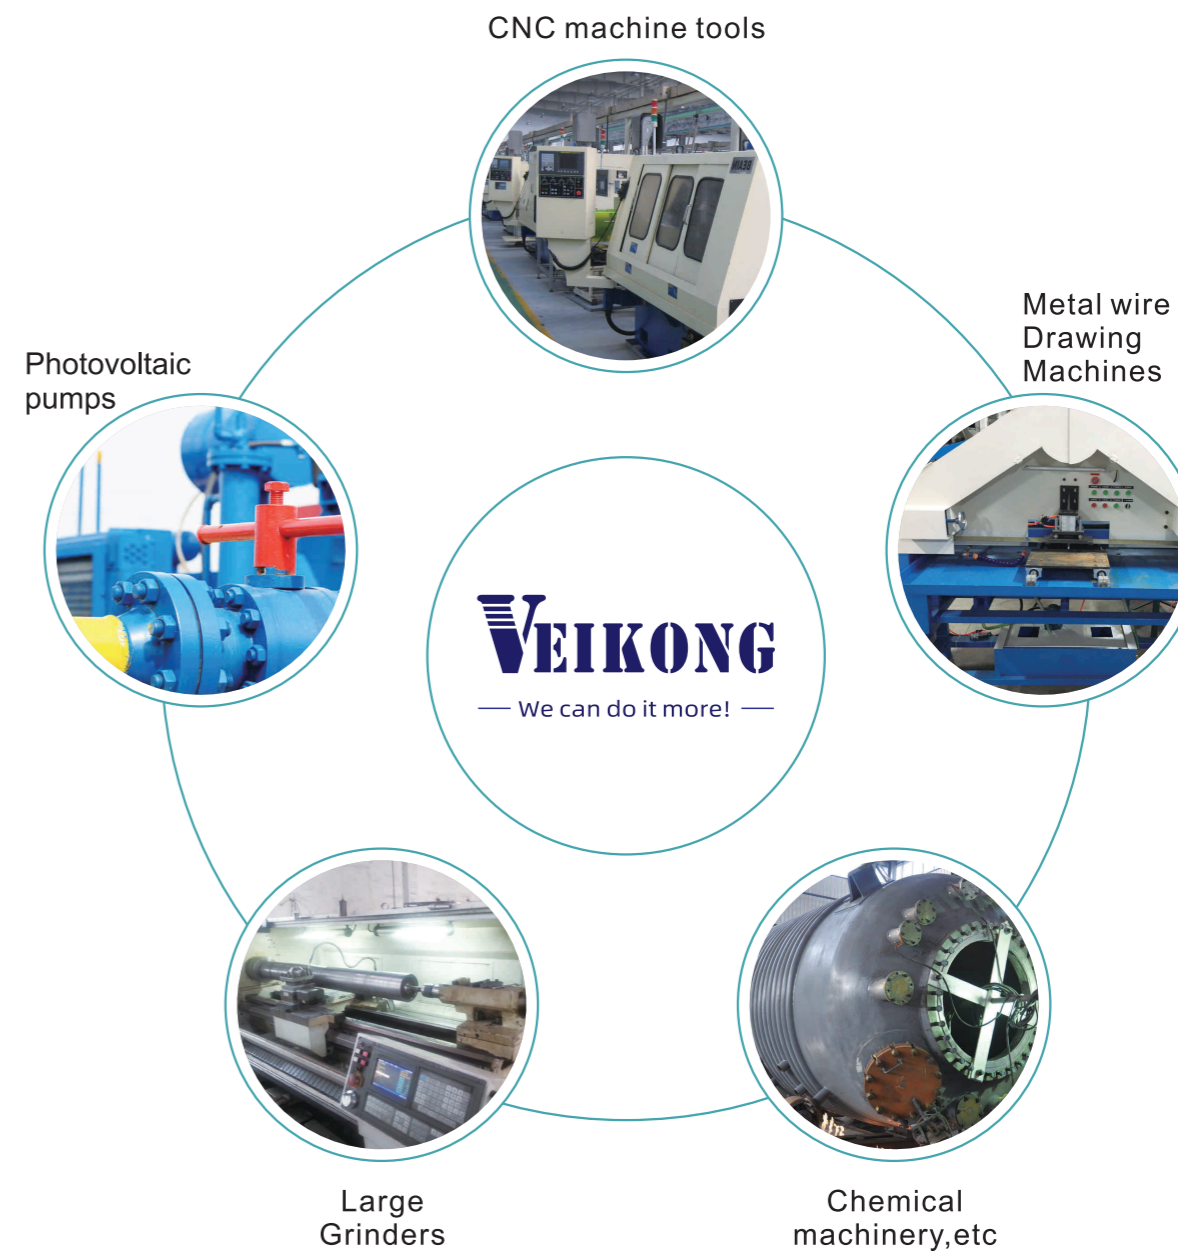 CNC machine tools
Metal wire
Drawing
Machines
Photovoltaic
pumps
VEIKONG
We can do it more!
Large
Grinders
Chemical
machinery,etc